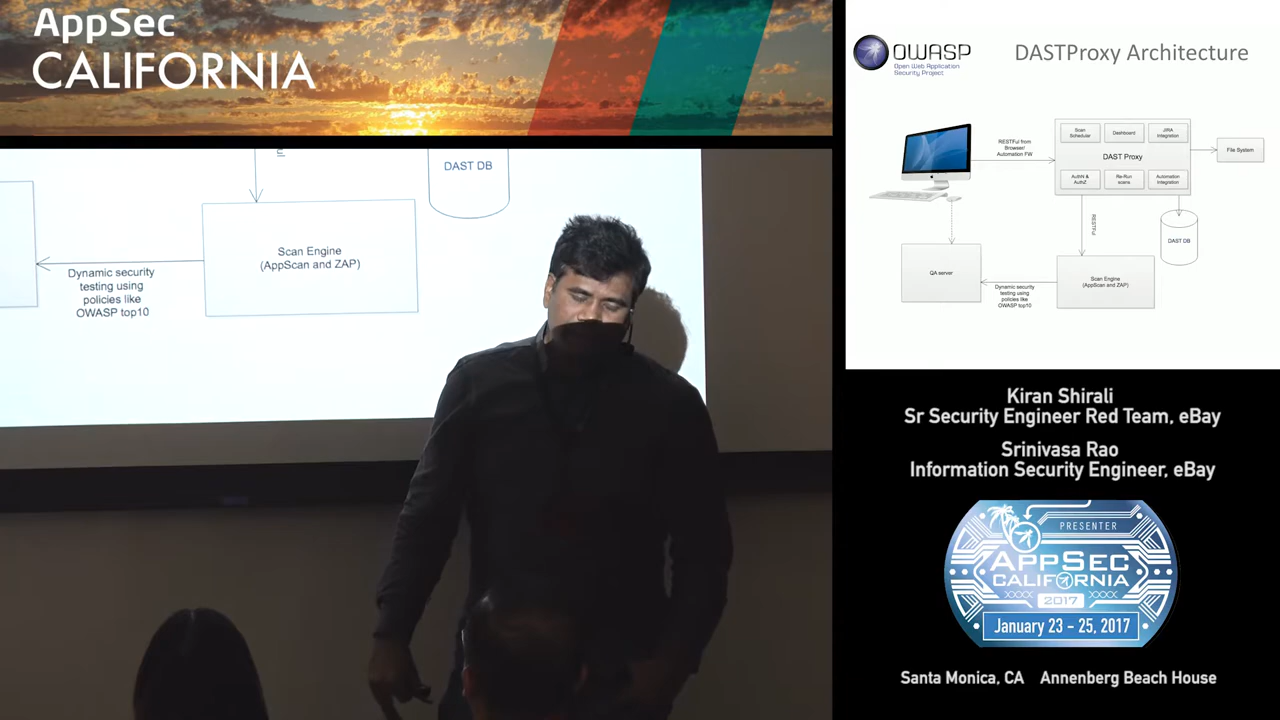 AppSec
CALIFORNIA
DAST DB
Scan Engine
(AppScan and ZAP)
Dynamic security
testing using
policies like
OWASP top10
OWASP
Open Web Application
Security Project
DASTProxy Architecture
RESTFul from
Browser/
Automation FW
Scan
Schedular
Dashboard
JIRA
Integration
DAST Proxy
AuthN &
AuthZ
Re-Run
scans
Automation
Integration
File System
RESTFul
DAST DB
QA server
Dynamic security
testing using
policies like
OWASP top10
Scan Engine
(AppScan and ZAP)
Kiran Shirali
Sr Security Engineer Red Team, eBay
Srinivasa Rao
Information Security Engineer, eBay
PRESENTER
APPSEC
CALIFORNIA
2017
January 23 - 25, 2017
Santa Monica, CA Annenberg Beach House